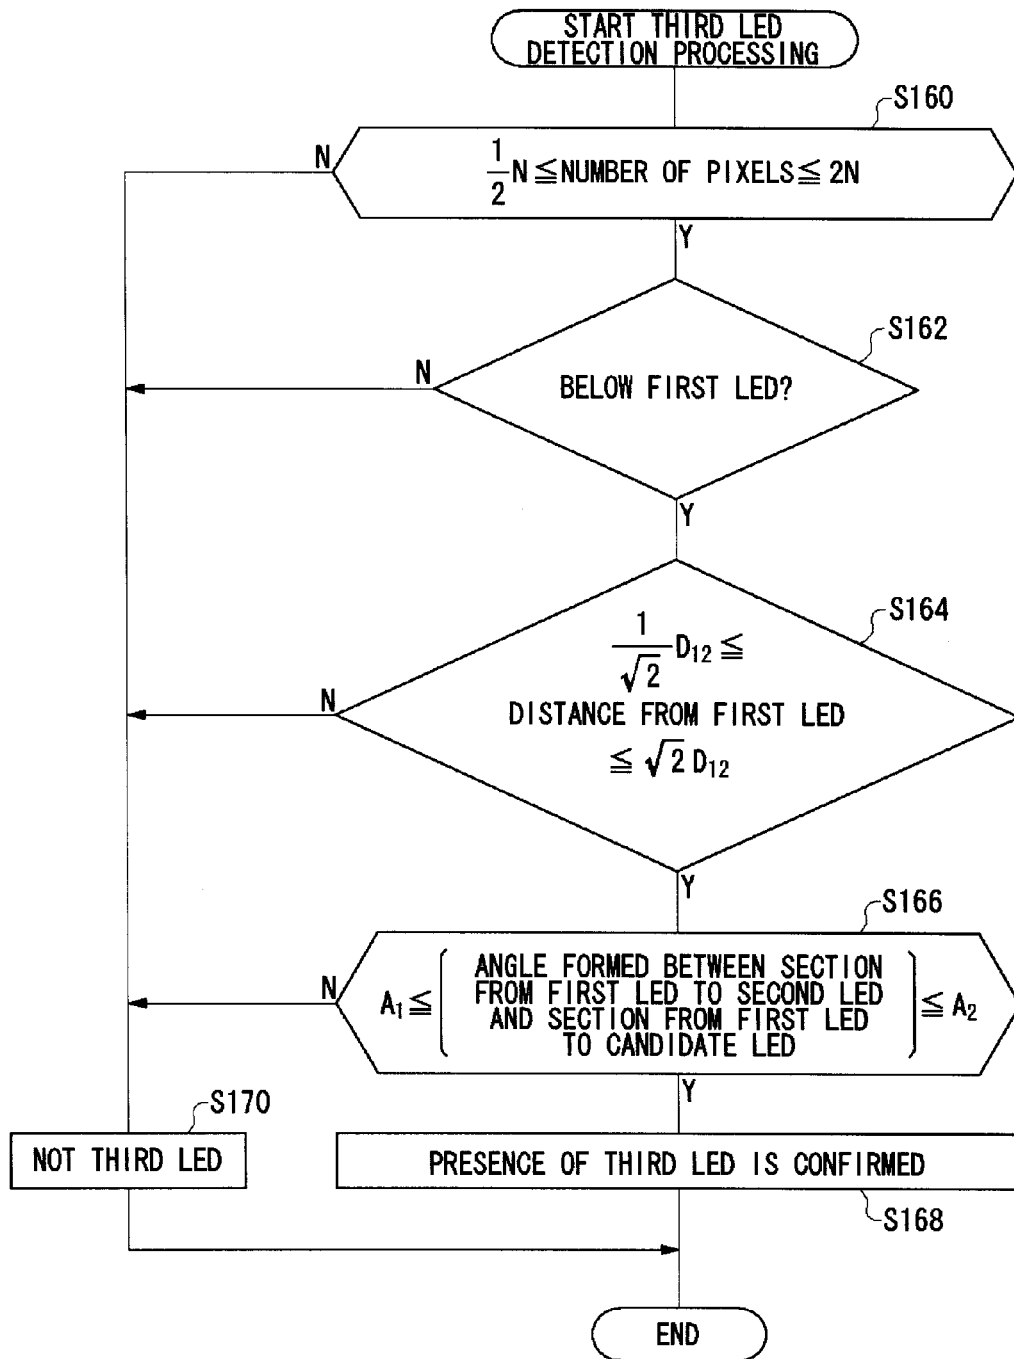 START THIRD LED
DETECTION PROCESSING
S160
N
1/2 N ≦ NUMBER OF PIXELS ≦ 2N
Y
S162
N
BELOW FIRST LED?
Y
S164
1/√2 D12 ≦
N
DISTANCE FROM FIRST LED
≦ √2 D12
Y
S166
N
A1 ≦ ( ANGLE FORMED BETWEEN SECTION
FROM FIRST LED TO SECOND LED
AND SECTION FROM FIRST LED
TO CANDIDATE LED ) ≦ A2
Y
S170
NOT THIRD LED
PRESENCE OF THIRD LED IS CONFIRMED
S168
END